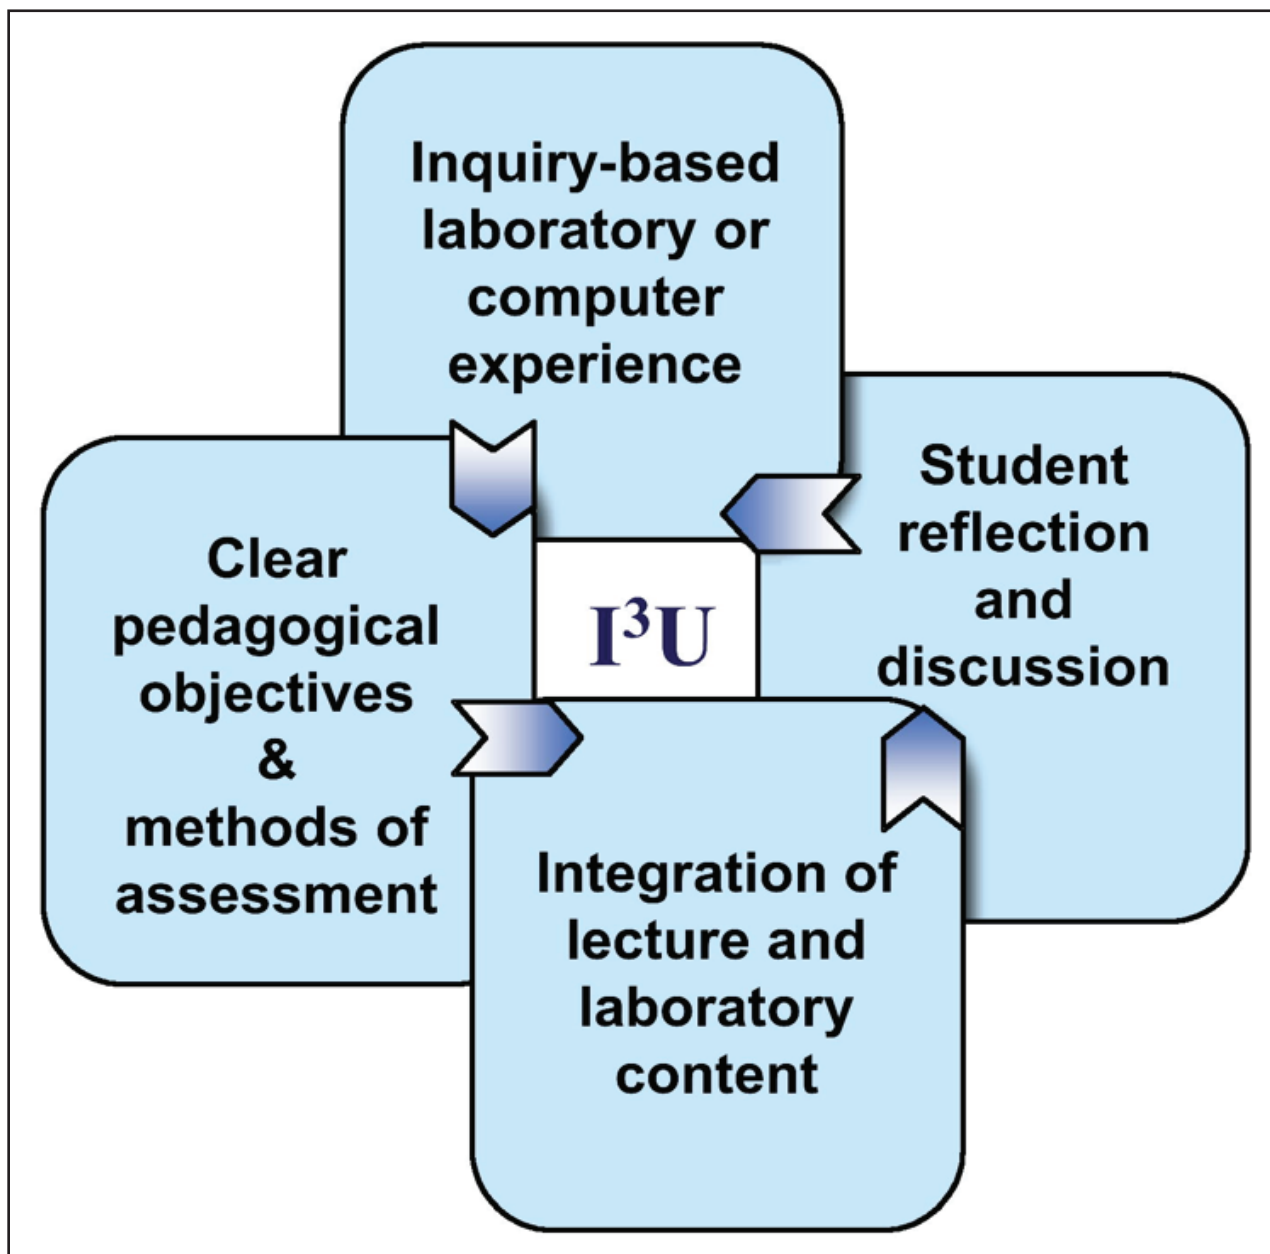 Inquiry-based
laboratory or
computer
experience
Student
reflection
and
discussion
Clear
pedagogical
objectives
&
methods of
assessment
I³U
Integration of
lecture and
laboratory
content